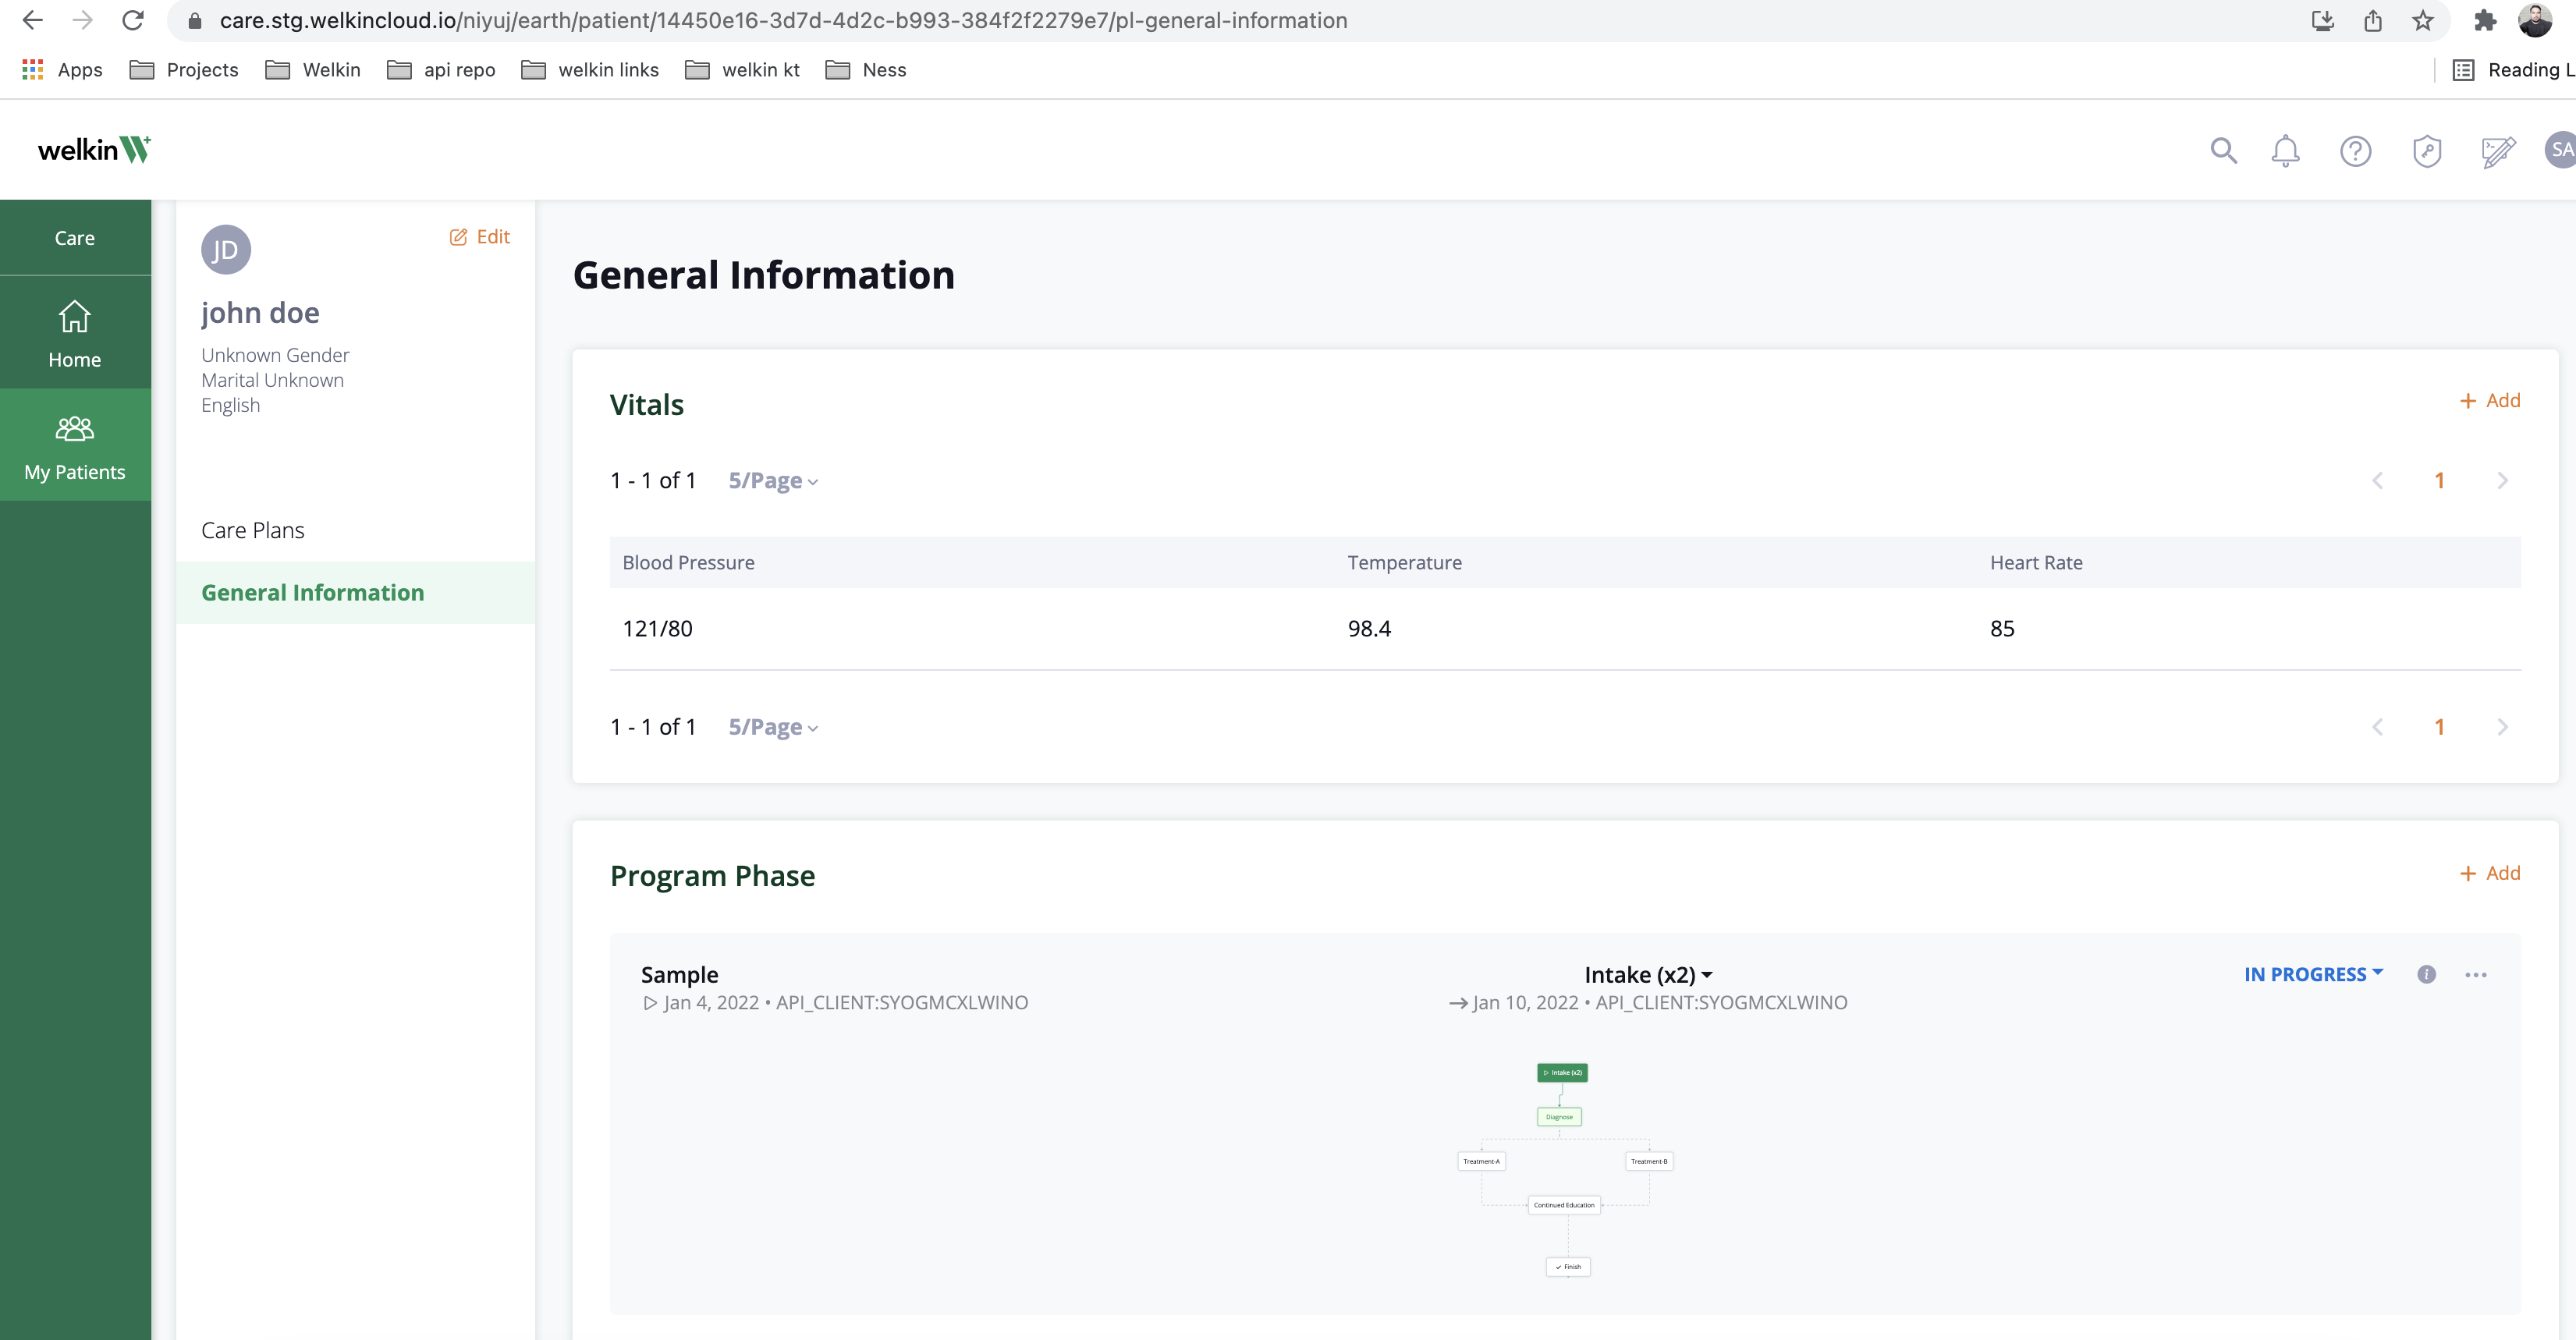 care.stg.welkincloud.io/niyuj/earth/patient/14450e16-3d7d-4d2c-b993-384f2f2279e7/pl-general-information
Apps Projects Welkin api repo welkin links welkin kt Ness Reading L
welkin
SA
Care
Home
My Patients
JD
Edit
john doe
Unknown Gender
Marital Unknown
English
Care Plans
General Information
General Information
Vitals + Add
1 - 1 of 1 5/Page 1
Blood Pressure Temperature Heart Rate
121/80 98.4 85
1 - 1 of 1 5/Page 1
Program Phase + Add
Sample Intake (x2) IN PROGRESS
Jan 4, 2022 • API_CLIENT:SYOGMCXLWINO Jan 10, 2022 • API_CLIENT:SYOGMCXLWINO
Intake (x2)
Diagnose
Treatment-A Treatment-B
Continued Education
Finish